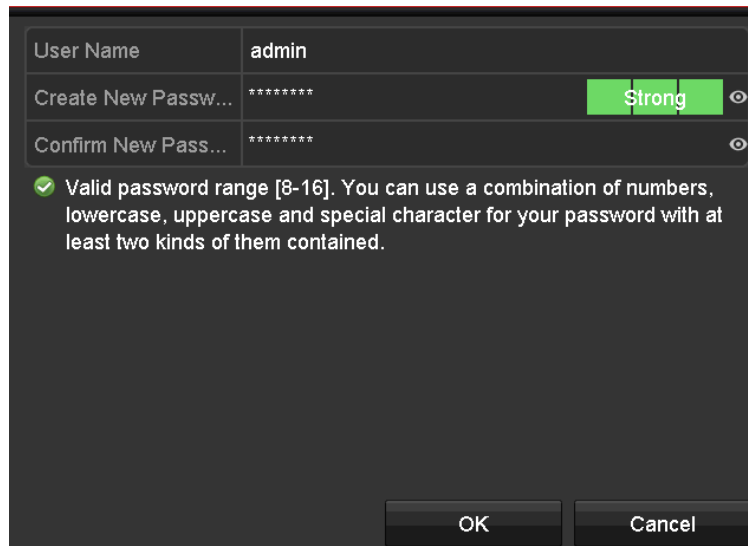 User Name admin
Create New Passw... ******** Strong
Confirm New Pass... ********
Valid password range [8-16]. You can use a combination of numbers,
lowercase, uppercase and special character for your password with at
least two kinds of them contained.
OK Cancel